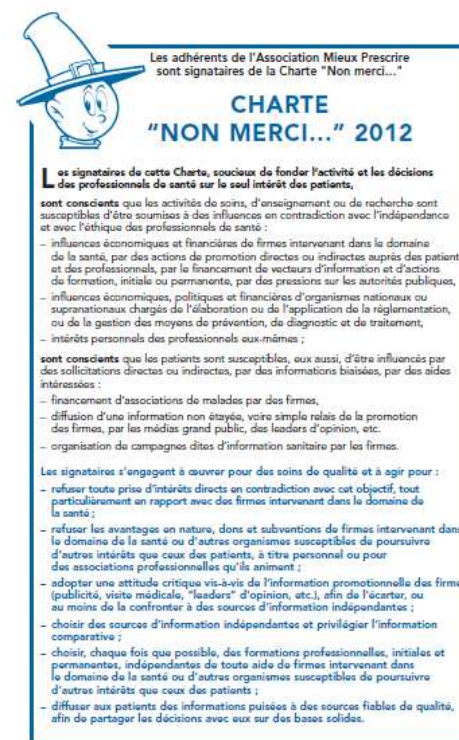 Les adhérents de l'Association Mieux Prescrire
sont signataires de la Charte "Non merci..."
CHARTE
"NON MERCI..." 2012
Les signataires de cette Charte, soucieux de fonder l'activité et les décisions
des professionnels de santé sur le seul intérêt des patients,
sont conscients que les activités de soins, d'enseignement ou de recherche sont
susceptibles d'être soumises à des influences en contradiction avec l'indépendance
et avec l'éthique des professionnels de santé :
– influences économiques et financières de firmes intervenant dans le domaine
de la santé, par des actions de promotion directes ou indirectes auprès des patient
et des professionnels, par le financement de vecteurs d'information et d'actions
de formation, initiale ou permanente, par des pressions sur les autorités publiques,
– influences économiques, politiques et financières d'organismes nationaux ou
supranationaux chargés de l'élaboration ou de l'application de la réglementation,
ou de la gestion des moyens de prévention, de diagnostic et de traitement,
– intérêts personnels des professionnels eux-mêmes ;
sont conscients que les patients sont susceptibles, eux aussi, d'être influencés par
des sollicitations directes ou indirectes, par des informations biaisées, par des aides
intéressées :
– financement d'associations de malades par des firmes,
– diffusion d'une information non étayée, voire simple relais de la promotion
des firmes, par les médias grand public, des leaders d'opinion, etc.
– organisation de campagnes dites d'information sanitaire par les firmes.
Les signataires s'engagent à œuvrer pour des soins de qualité et à agir pour :
– refuser toute prise d'intérêts directs en contradiction avec cet objectif, tout
particulièrement en rapport avec des firmes intervenant dans le domaine de
la santé ;
– refuser les avantages en nature, dons et subventions de firmes intervenant dans
le domaine de la santé ou d'autres organismes susceptibles de poursuivre
d'autres intérêts que ceux des patients, à titre personnel ou pour
des associations professionnelles qu'ils animent ;
– adopter une attitude critique vis-à-vis de l'information promotionnelle des firme
(publicité, visite médicale, "leaders" d'opinion, etc.), afin de l'écarter, ou
au moins de la confronter à des sources d'information indépendantes ;
– choisir des sources d'information indépendantes et privilégier l'information
comparative ;
– choisir, chaque fois que possible, des formations professionnelles, initiales et
permanentes, indépendantes de toute aide de firmes intervenant dans
le domaine de la santé ou d'autres organismes susceptibles de poursuivre
d'autres intérêts que ceux des patients ;
– diffuser aux patients des informations puisées à des sources fiables de qualité,
afin de partager les décisions avec eux sur des bases solides.